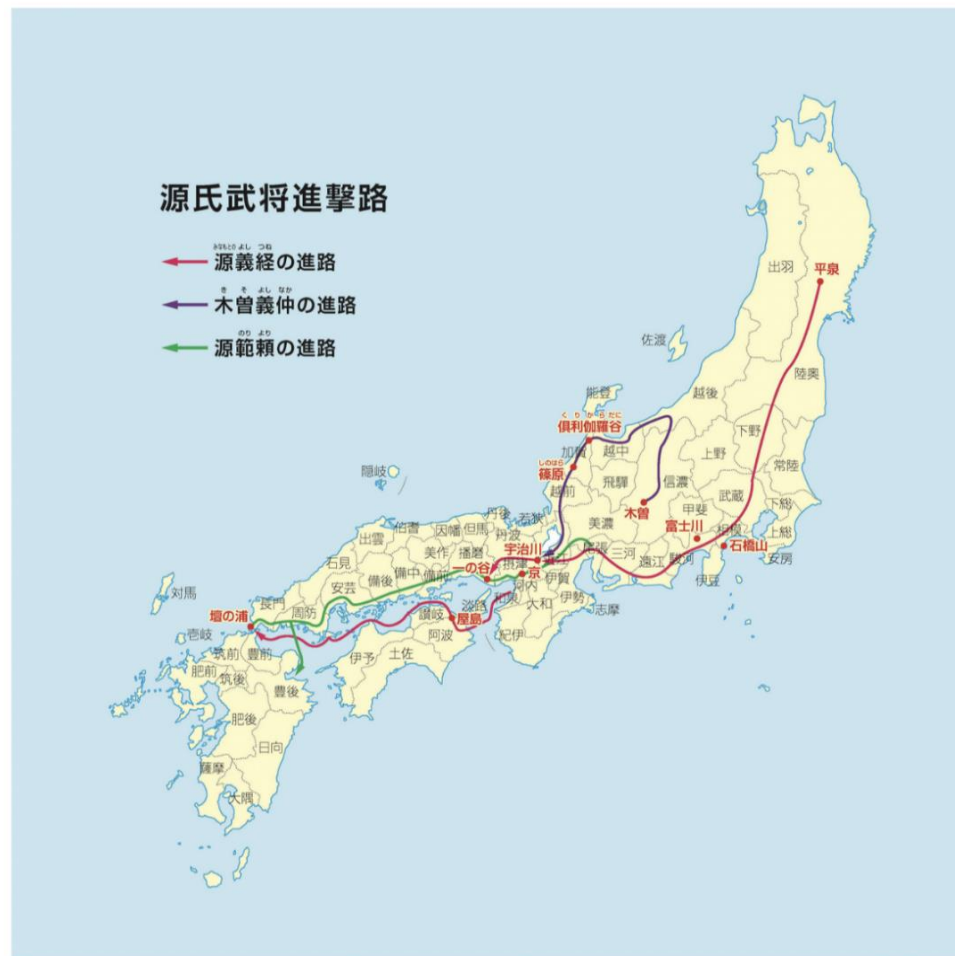 源氏武将進撃路
みなもとの よし つね
源義経の進路
き そ よし なか
木曽義仲の進路
のり より
源範頼の進路
平泉
出羽
佐渡
陸奥
能登
越後
くりからだに
倶利伽羅谷
下野
加賀
越中
上野
常陸
しのはら
篠原
隠岐
越前
飛騨
信濃
武蔵
下総
木曽
甲斐
丹後
若狭
美濃
富士川
相模
上総
伯耆
因幡
但馬
丹波
宇治川
尾張
三河
石橋山
出雲
美作
播磨
摂津
近江
遠江
駿河
安房
石見
備中
備前
一の谷
京
伊賀
伊豆
対馬
安芸
備後
河内
伊勢
長門
周防
淡路
和泉
大和
志摩
壇の浦
讃岐
屋島
壱岐
阿波
紀伊
筑前
豊前
伊予
土佐
肥前
筑後
豊後
肥後
日向
薩摩
大隅